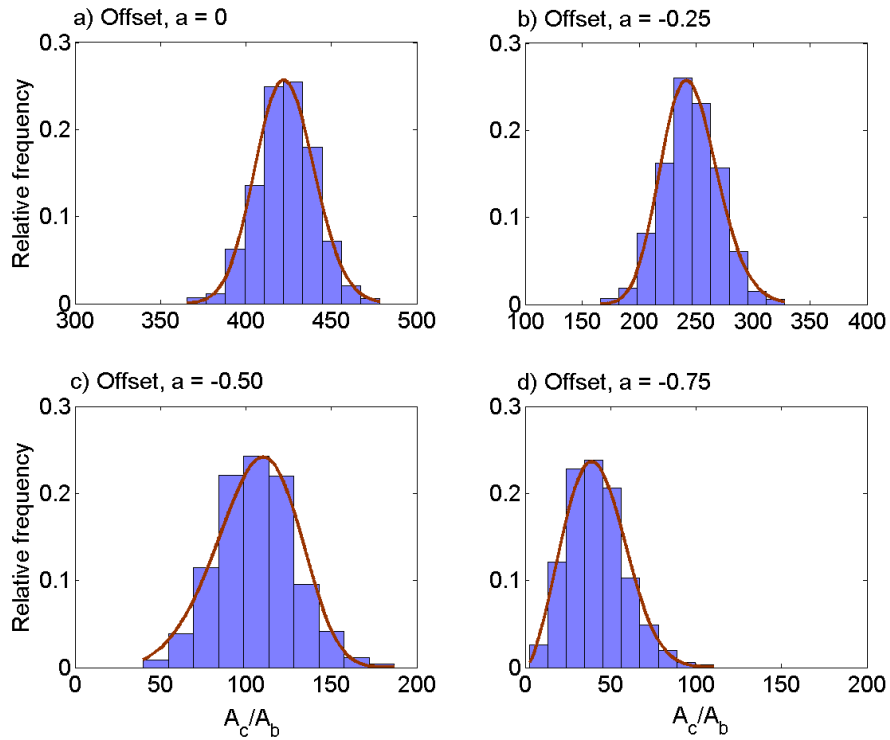 a) Offset, a = 0
0.3
0.2
0.1
0
Relative frequency
300 350 400 450 500
b) Offset, a = -0.25
0.3
0.2
0.1
0
100 150 200 250 300 350 400
c) Offset, a = -0.50
0.3
0.2
0.1
0
Relative frequency
0 50 100 150 200
A_c/A_b
d) Offset, a = -0.75
0.3
0.2
0.1
0
0 50 100 150 200
A_c/A_b